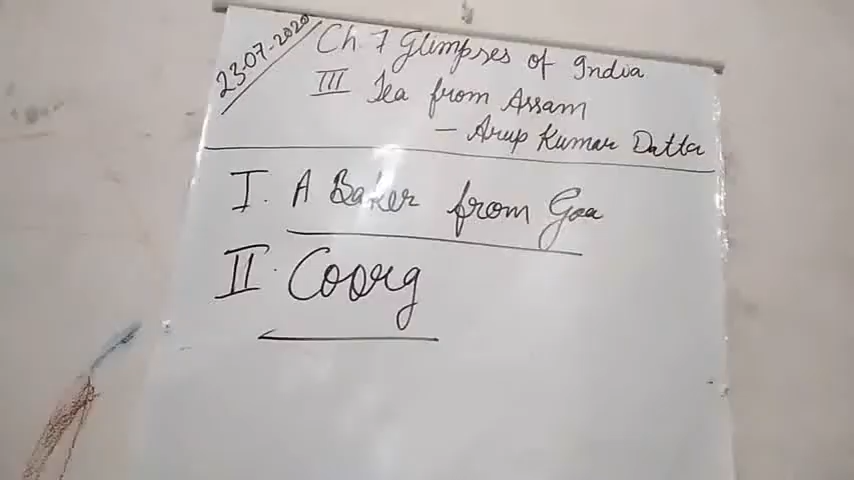 23-07-2020
Ch. 7 Glimpses of India
III Tea from Assam
- Arup Kumar Datta
I. A Baker from Goa
II. Coorg